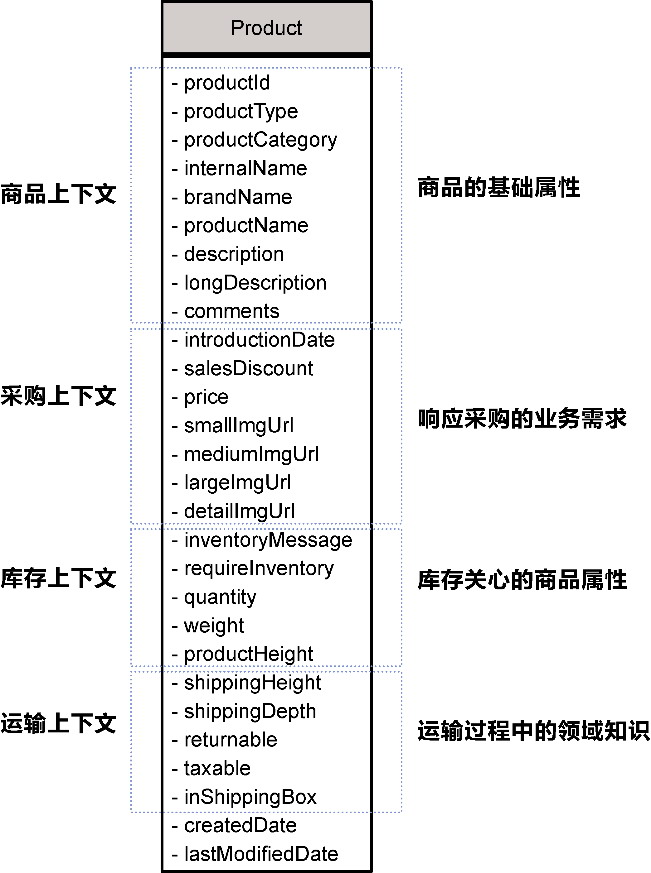 Product
- productId
- productType
- productCategory
- internalName
商品上下文
商品的基础属性
- brandName
- productName
- description
- longDescription
- comments
- introductionDate
- salesDiscount
采购上下文
- price
- smallImgUrl
响应采购的业务需求
- mediumImgUrl
- largeImgUrl
- detailImgUrl
- inventoryMessage
- requireInventory
库存上下文
库存关心的商品属性
- quantity
- weight
- productHeight
- shippingHeight
- shippingDepth
运输上下文
运输过程中的领域知识
- returnable
- taxable
- inShippingBox
- createdDate
- lastModifiedDate